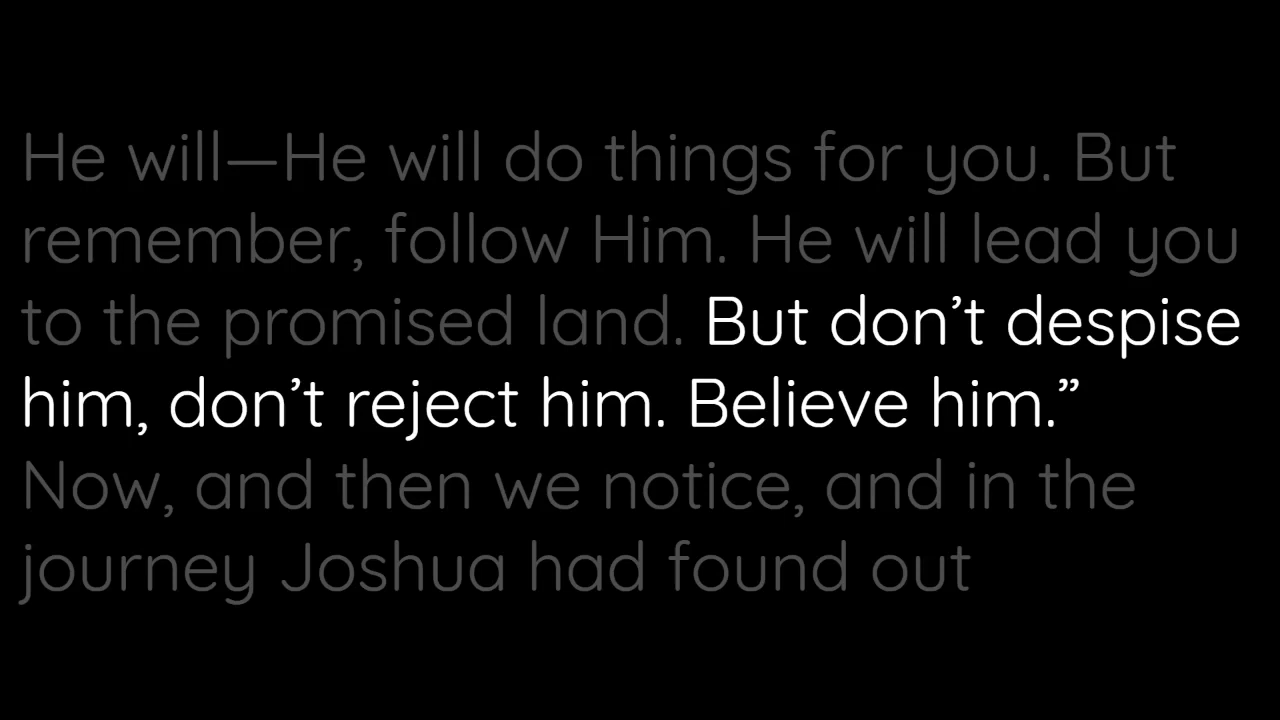 He will—He will do things for you. But
remember, follow Him. He will lead you
to the promised land. But don’t despise
him, don’t reject him. Believe him.”
Now, and then we notice, and in the
journey Joshua had found out